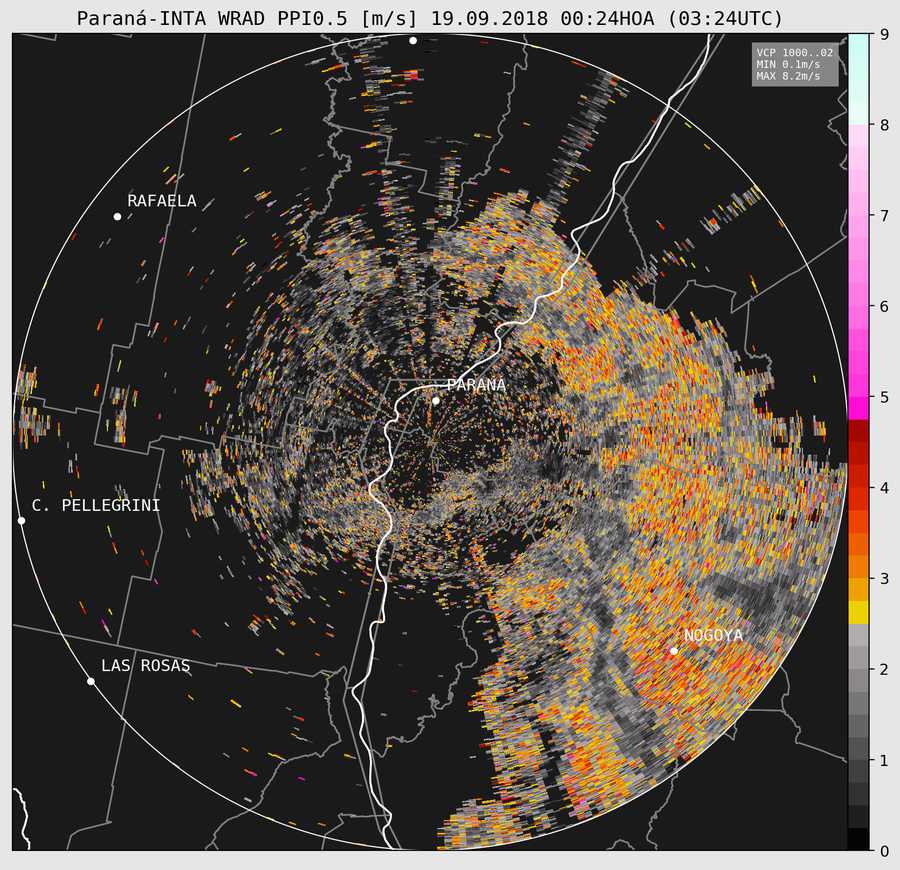 Paraná-INTA WRAD PPI0.5 [m/s] 19.09.2018 00:24HOA (03:24UTC)
VCP 1000..02
MIN 0.1m/s
MAX 8.2m/s
9
8
7
6
5
4
3
2
1
0
RAFAELA
PARANA
C. PELLEGRINI
NOGOYA
LAS ROSAS